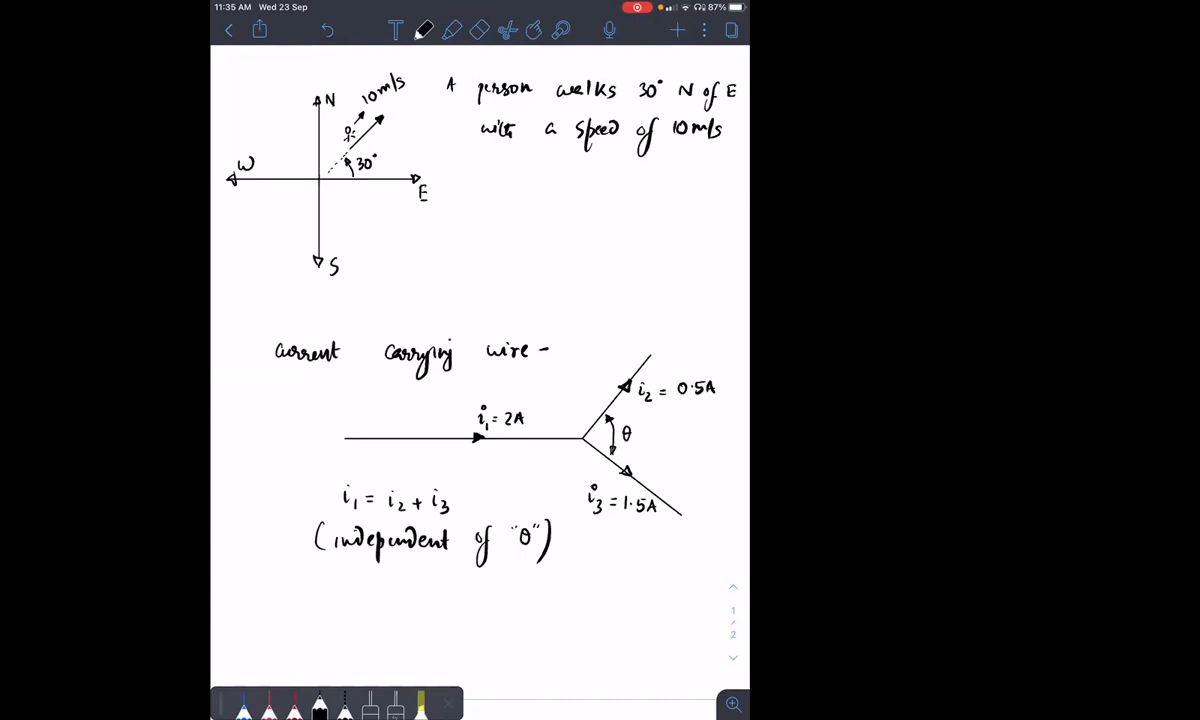 11:35 AM Wed 23 Sep
87%
N
10m/s
30°
W
E
S
A person walks 30° N of E
with a speed of 10m/s
current carrying wire -
i₁ = 2A
i₂ = 0.5A
θ
i₃ = 1.5A
i₁ = i₂ + i₃
(independent of "θ")
1
/
2